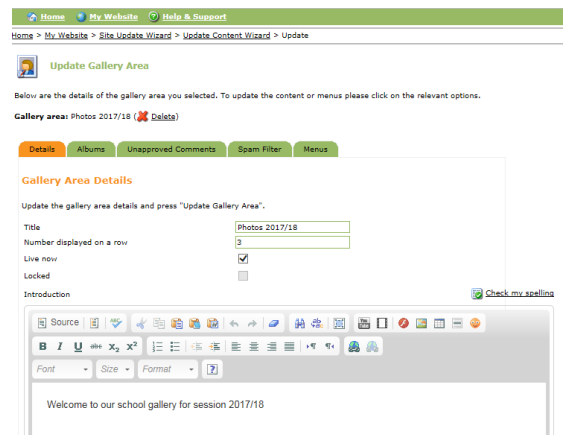 Home My Website Help & Support
Home > My Website > Site Update Wizard > Update Content Wizard > Update
Update Gallery Area
Below are the details of the gallery area you selected. To update the content or menus please click on the relevant options.
Gallery area: Photos 2017/18 ( Delete)
Details Albums Unapproved Comments Spam Filter Menus
Gallery Area Details
Update the gallery area details and press "Update Gallery Area".
Title Photos 2017/18
Number displayed on a row 3
Live now
Locked
Introduction Check my spelling
Source
B I U abc x₂ x²
Font Size Format ?
Welcome to our school gallery for session 2017/18